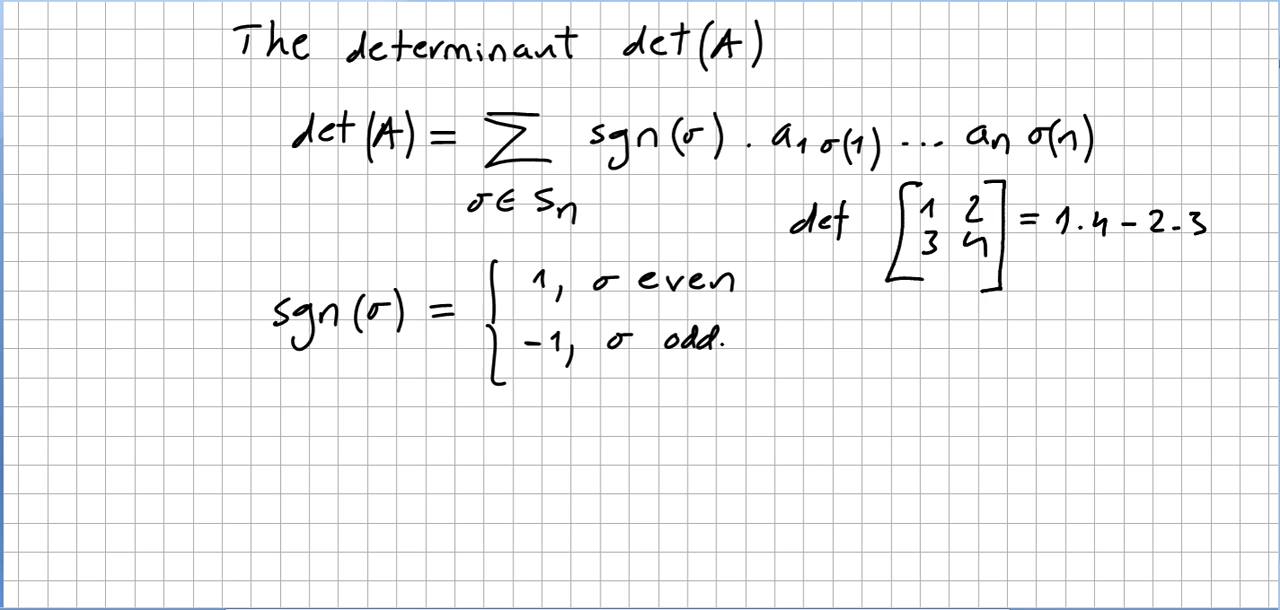 The determinant det(A)
det(A) = ∑ sgn(σ) · a₁σ(1) ... aₙ σ(n)
σ ∈ Sₙ
det [1 2 = 1·4 - 2·3
3 4]
sgn(σ) = { 1, σ even
-1, σ odd.